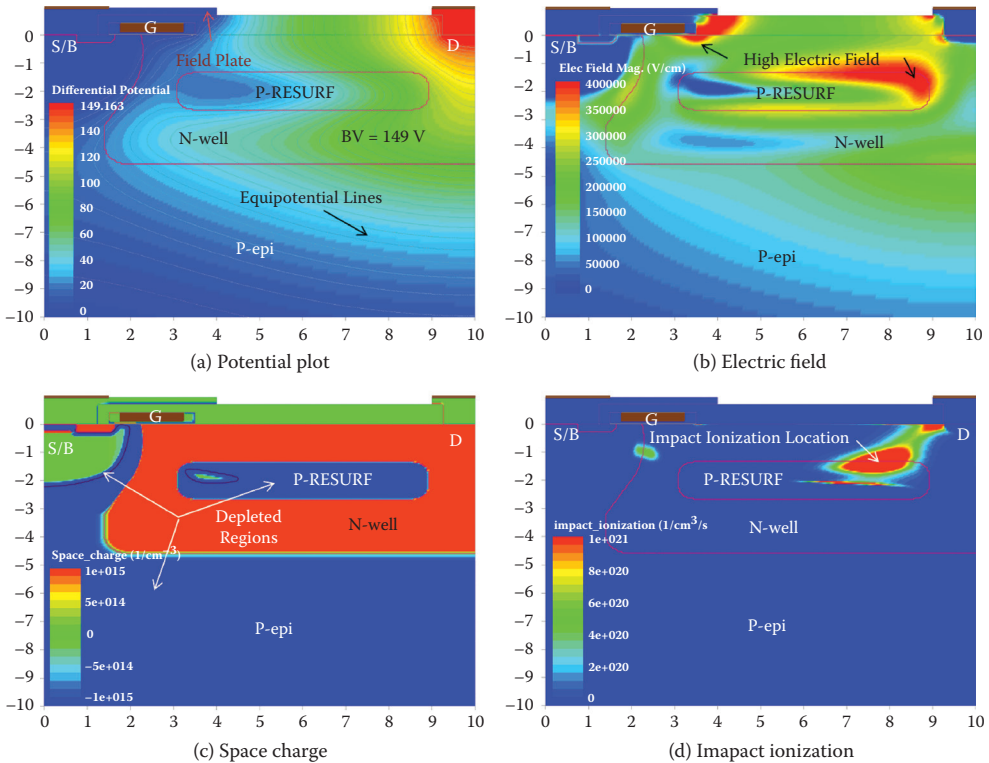 G
S/B
D
Field Plate
0
−1
−2
−3
−4
−5
−6
−7
−8
−9
−10
Differential Potential
149.163
140
120
100
80
60
40
20
0
P-RESURF
N-well
BV = 149 V
Equipotential Lines
P-epi
0 1 2 3 4 5 6 7 8 9 10
(a) Potential plot
G
S/B
D
High Electric Field
0
−1
−2
−3
−4
−5
−6
−7
−8
−9
−10
Elec Field Mag. (V/cm)
400000
350000
300000
250000
200000
150000
100000
50000
0
P-RESURF
N-well
P-epi
0 1 2 3 4 5 6 7 8 9 10
(b) Electric field
G
S/B
D
0
−1
−2
−3
−4
−5
−6
−7
−8
−9
−10
P-RESURF
Depleted
Regions
N-well
Space_charge (1/cm−3)
1e+015
5e+014
0
−5e+014
−1e+015
P-epi
0 1 2 3 4 5 6 7 8 9 10
(c) Space charge
G
S/B
D
Impact Ionization Location
0
−1
−2
−3
−4
−5
−6
−7
−8
−9
−10
P-RESURF
N-well
impact_ionization (1/cm3/s
1e+021
8e+020
6e+020
4e+020
2e+020
0
P-epi
0 1 2 3 4 5 6 7 8 9 10
(d) Imapact ionization